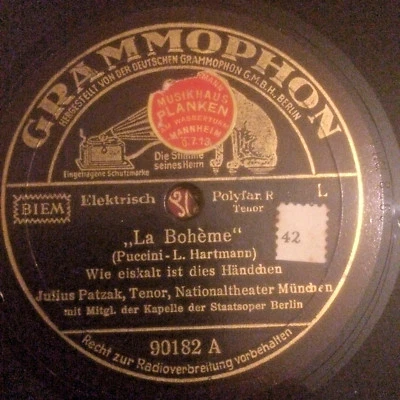 GRAMMOPHON
HERGESTELLT VON DER DEUTSCHEN GRAMMOPHON G.M.B.H., BERLIN
MUSIKHAUS
PLANKEN
AM WASSERTURM
MANNHEIM
Die Stimme
seines Herrn
Eingetragene Schutzmarke
BIEM
Elektrisch
Polyfar R
L
Tenor
42
„La Bohème“
(Puccini - L. Hartmann)
Wie eiskalt ist dies Händchen
Julius Patzak, Tenor, Nationaltheater München
mit Mitgl. der Kapelle der Staatsoper Berlin
90182 A
Recht zur Radioverbreitung vorbehalten